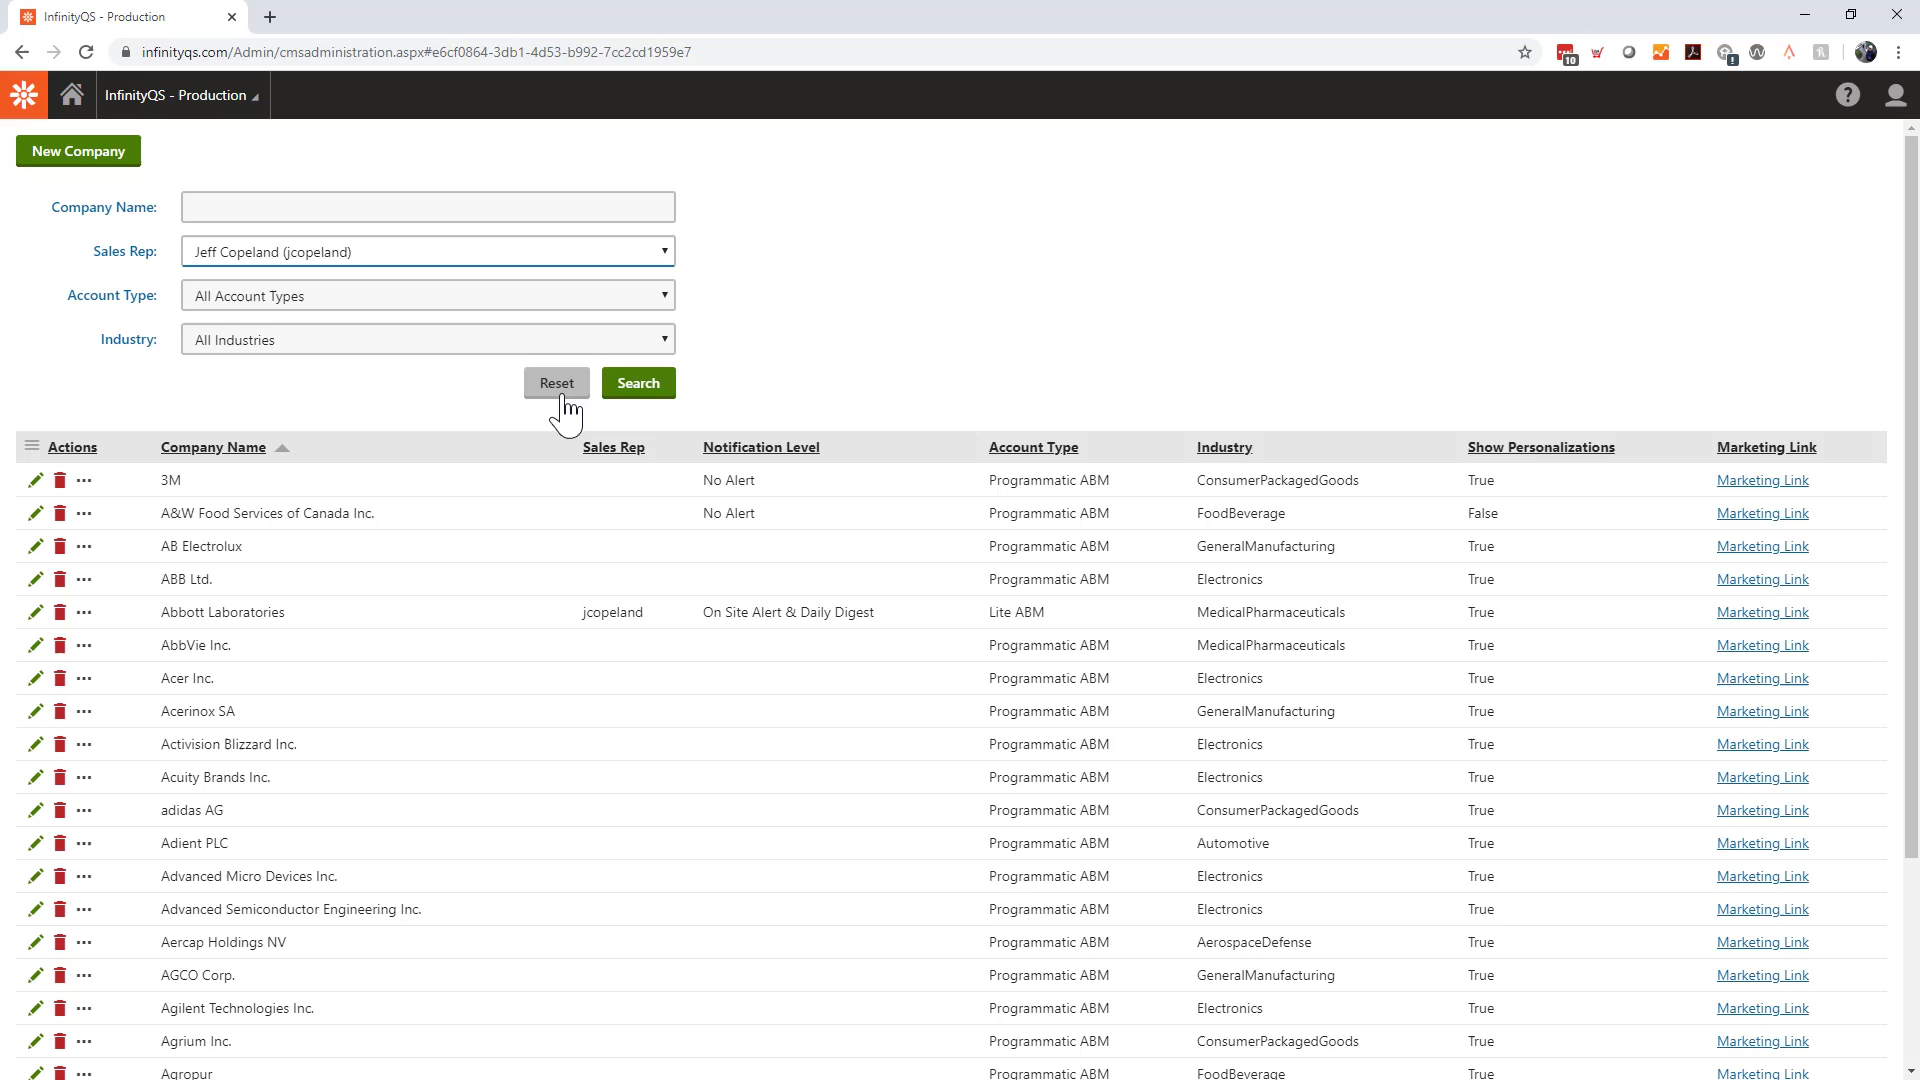 InfinityQS - Production
infinityqs.com/Admin/cmsadministration.aspx#e6cf0864-3db1-4d53-b992-7cc2cd1959e7
10
InfinityQS - Production
New Company
Company Name:
Sales Rep: Jeff Copeland (jcopeland)
Account Type: All Account Types
Industry: All Industries
Reset Search
Actions Company Name Sales Rep Notification Level Account Type Industry Show Personalizations Marketing Link
3M No Alert Programmatic ABM ConsumerPackagedGoods True Marketing Link
A&W Food Services of Canada Inc. No Alert Programmatic ABM FoodBeverage False Marketing Link
AB Electrolux Programmatic ABM GeneralManufacturing True Marketing Link
ABB Ltd. Programmatic ABM Electronics True Marketing Link
Abbott Laboratories jcopeland On Site Alert & Daily Digest Lite ABM MedicalPharmaceuticals True Marketing Link
AbbVie Inc. Programmatic ABM MedicalPharmaceuticals True Marketing Link
Acer Inc. Programmatic ABM Electronics True Marketing Link
Acerinox SA Programmatic ABM GeneralManufacturing True Marketing Link
Activision Blizzard Inc. Programmatic ABM Electronics True Marketing Link
Acuity Brands Inc. Programmatic ABM Electronics True Marketing Link
adidas AG Programmatic ABM ConsumerPackagedGoods True Marketing Link
Adient PLC Programmatic ABM Automotive True Marketing Link
Advanced Micro Devices Inc. Programmatic ABM Electronics True Marketing Link
Advanced Semiconductor Engineering Inc. Programmatic ABM Electronics True Marketing Link
Aercap Holdings NV Programmatic ABM AerospaceDefense True Marketing Link
AGCO Corp. Programmatic ABM GeneralManufacturing True Marketing Link
Agilent Technologies Inc. Programmatic ABM Electronics True Marketing Link
Agrium Inc. Programmatic ABM ConsumerPackagedGoods True Marketing Link
Agropur Programmatic ABM FoodBeverage True Marketing Link